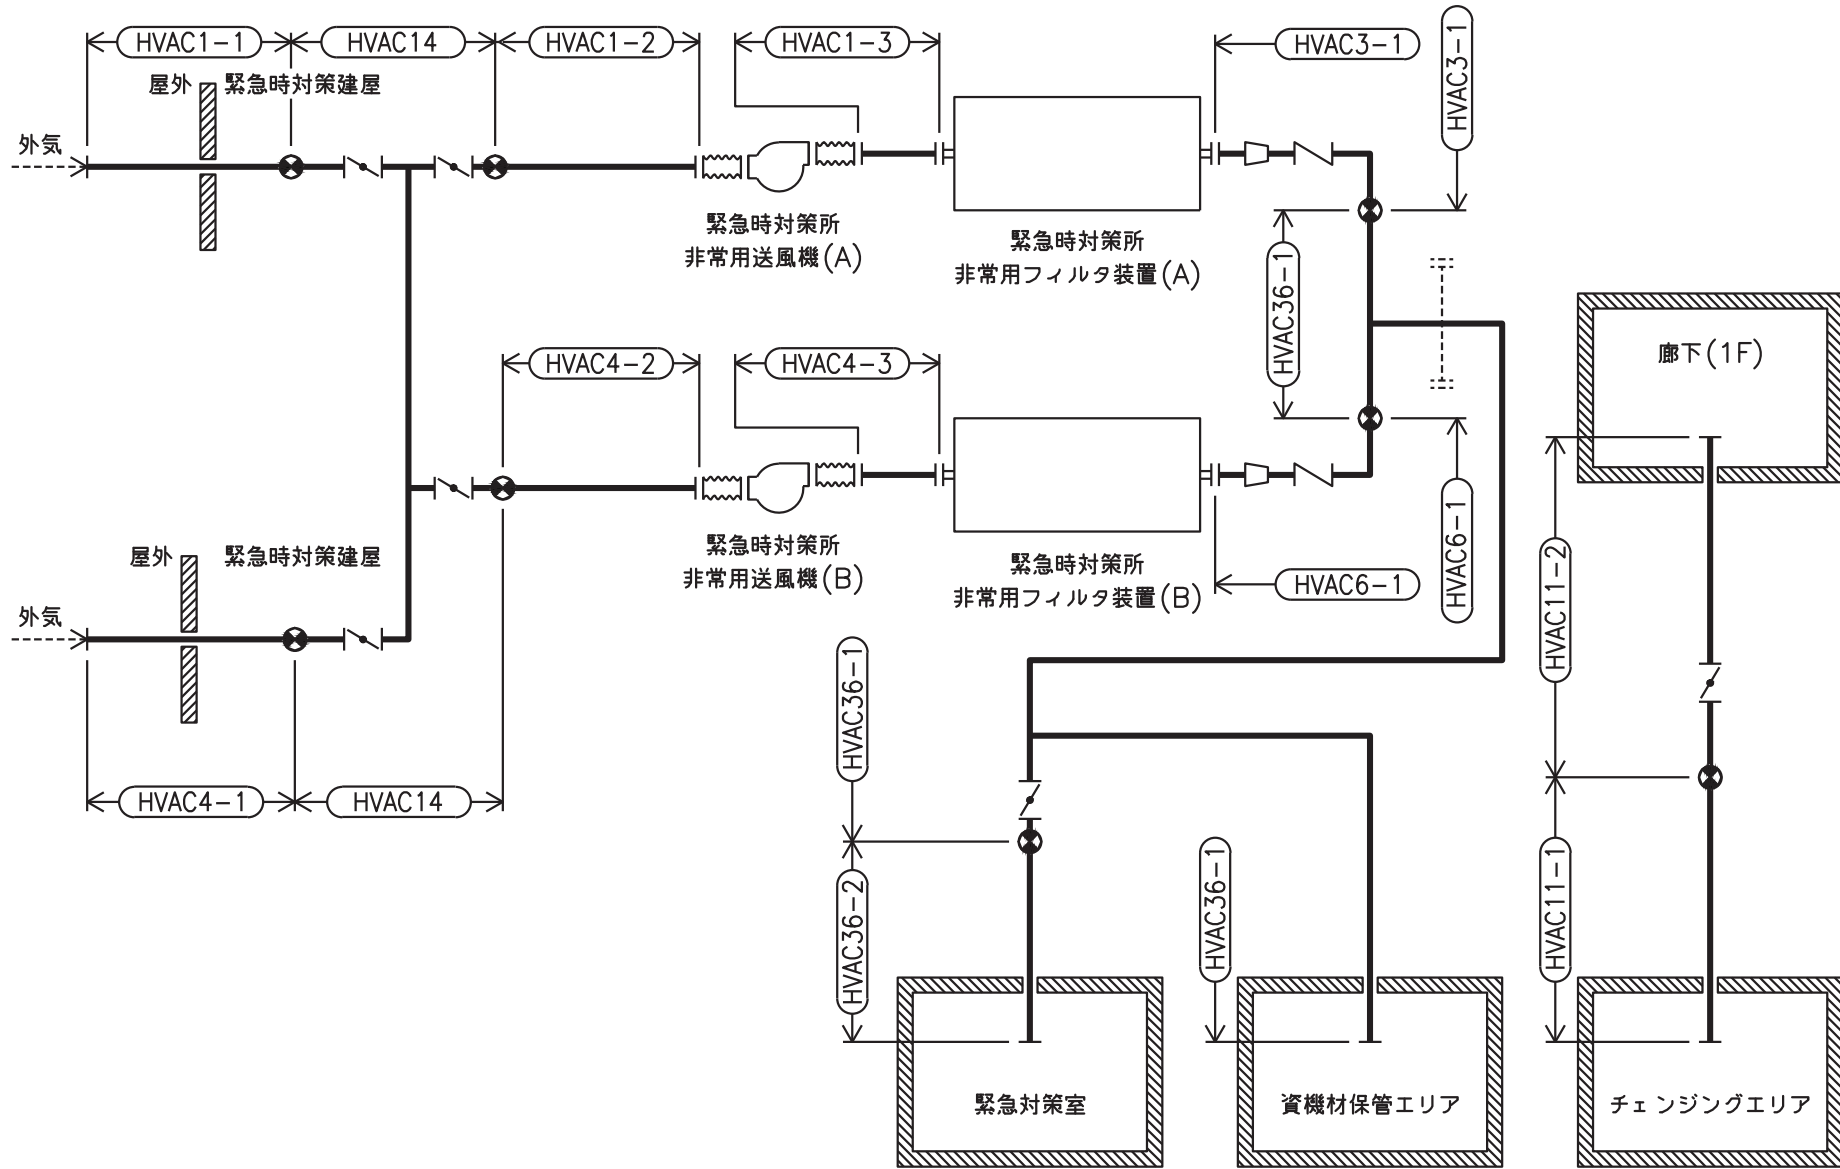 HVAC1-1
HVAC14
HVAC1-2
HVAC1-3
HVAC3-1
HVAC3-1
屋外
緊急時対策建屋
外気
緊急時対策所
非常用送風機(A)
緊急時対策所
非常用フィルタ装置(A)
HVAC36-1
廊下(1F)
HVAC4-2
HVAC4-3
屋外
緊急時対策建屋
外気
緊急時対策所
非常用送風機(B)
緊急時対策所
非常用フィルタ装置(B)
HVAC6-1
HVAC6-1
HVAC11-2
HVAC4-1
HVAC14
HVAC36-1
HVAC36-2
HVAC36-1
HVAC11-1
緊急対策室
資機材保管エリア
チェンジングエリア